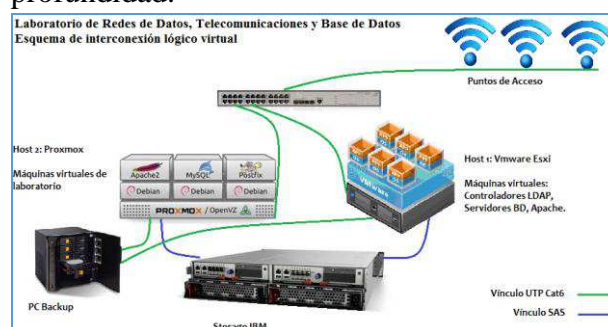 profundidad.
Laboratorio de Redes de Datos, Telecomunicaciones y Base de Datos
Esquema de interconexión lógico virtual
Puntos de Acceso
Host 2: Proxmox
Máquinas virtuales de
laboratorio
Apache2 MySQL Postfix
Debian Debian Debian
PROXMOX / OpenVZ
VMware
Host 1: Vmware Esxi
Máquinas virtuales:
Controladores LDAP,
Servidores BD, Apache.
PC Backup
Storage IBM
Vínculo UTP Cat6
Vínculo SAS